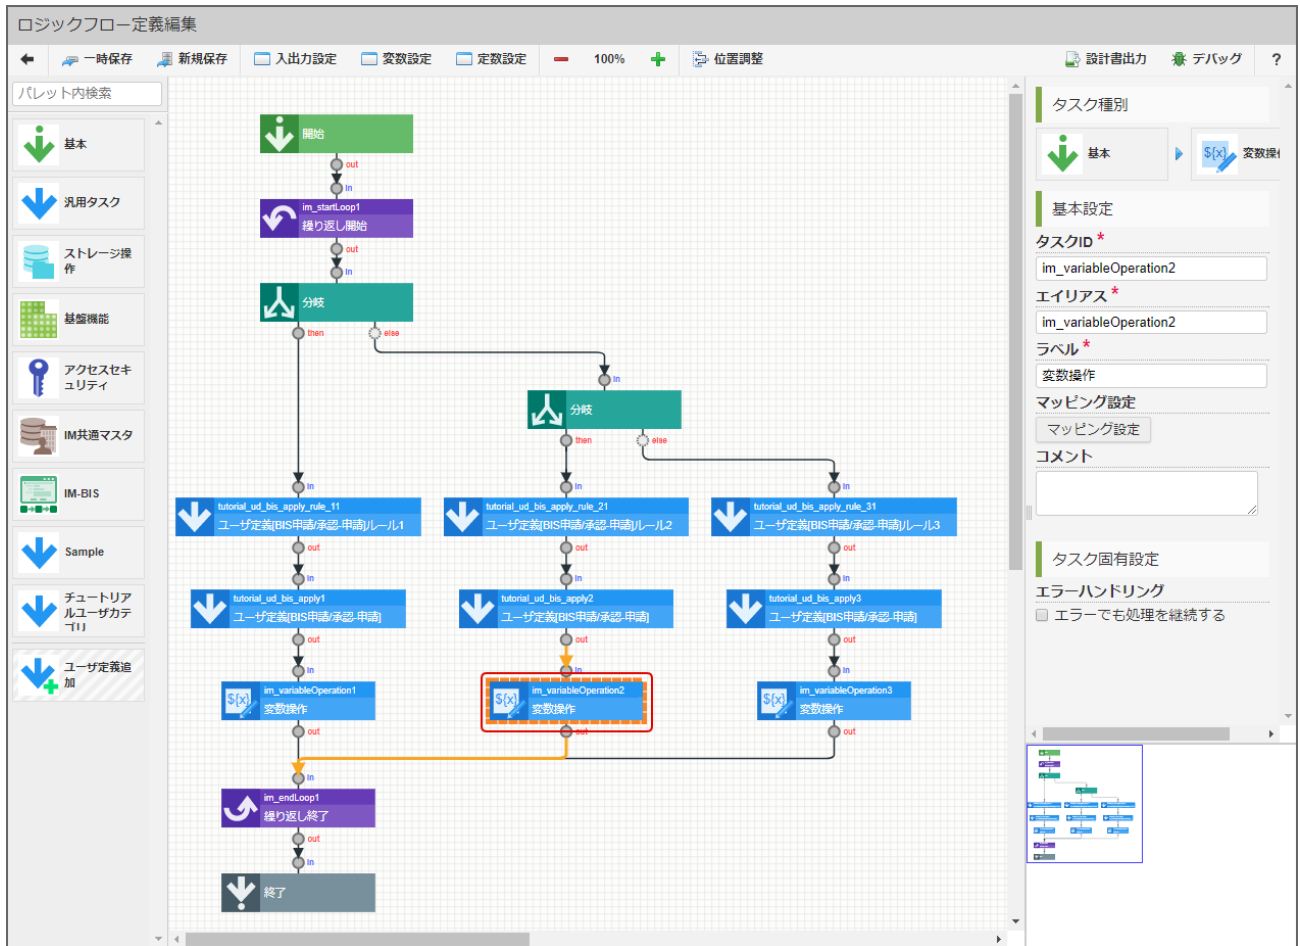 ロジックフロー定義編集
一時保存 新規保存 入出力設定 変数設定 定数設定 100% 位置調整 設計書出力 デバッグ ?
パレット内検索
基本
汎用タスク
ストレージ操
作
基盤機能
アクセスセキ
ュリティ
IM共通マスタ
IM-BIS
Sample
チュートリア
ルユーザカテ
ゴリ
ユーザ定義追
加
開始
out
in
im_startLoop1
繰り返し開始
out
in
分岐
then else
in
分岐
then else
in in in
tutorial_ud_bis_apply_rule_11 tutorial_ud_bis_apply_rule_21 tutorial_ud_bis_apply_rule_31
ユーザ定義[BIS申請/承認-申請]ルール1 ユーザ定義[BIS申請/承認-申請]ルール2 ユーザ定義[BIS申請/承認-申請]ルール3
out out out
in in in
tutorial_ud_bis_apply1 tutorial_ud_bis_apply2 tutorial_ud_bis_apply3
ユーザ定義[BIS申請/承認-申請] ユーザ定義[BIS申請/承認-申請] ユーザ定義[BIS申請/承認-申請]
out out out
in in in
${x} im_variableOperation1 ${x} im_variableOperation2 ${x} im_variableOperation3
変数操作 変数操作 変数操作
out out out
in
im_endLoop1
繰り返し終了
out
in
終了
タスク種別
基本 ${x} 変数操作
基本設定
タスクID *
im_variableOperation2
エイリアス *
im_variableOperation2
ラベル *
変数操作
マッピング設定
マッピング設定
コメント
タスク固有設定
エラーハンドリング
エラーでも処理を継続する